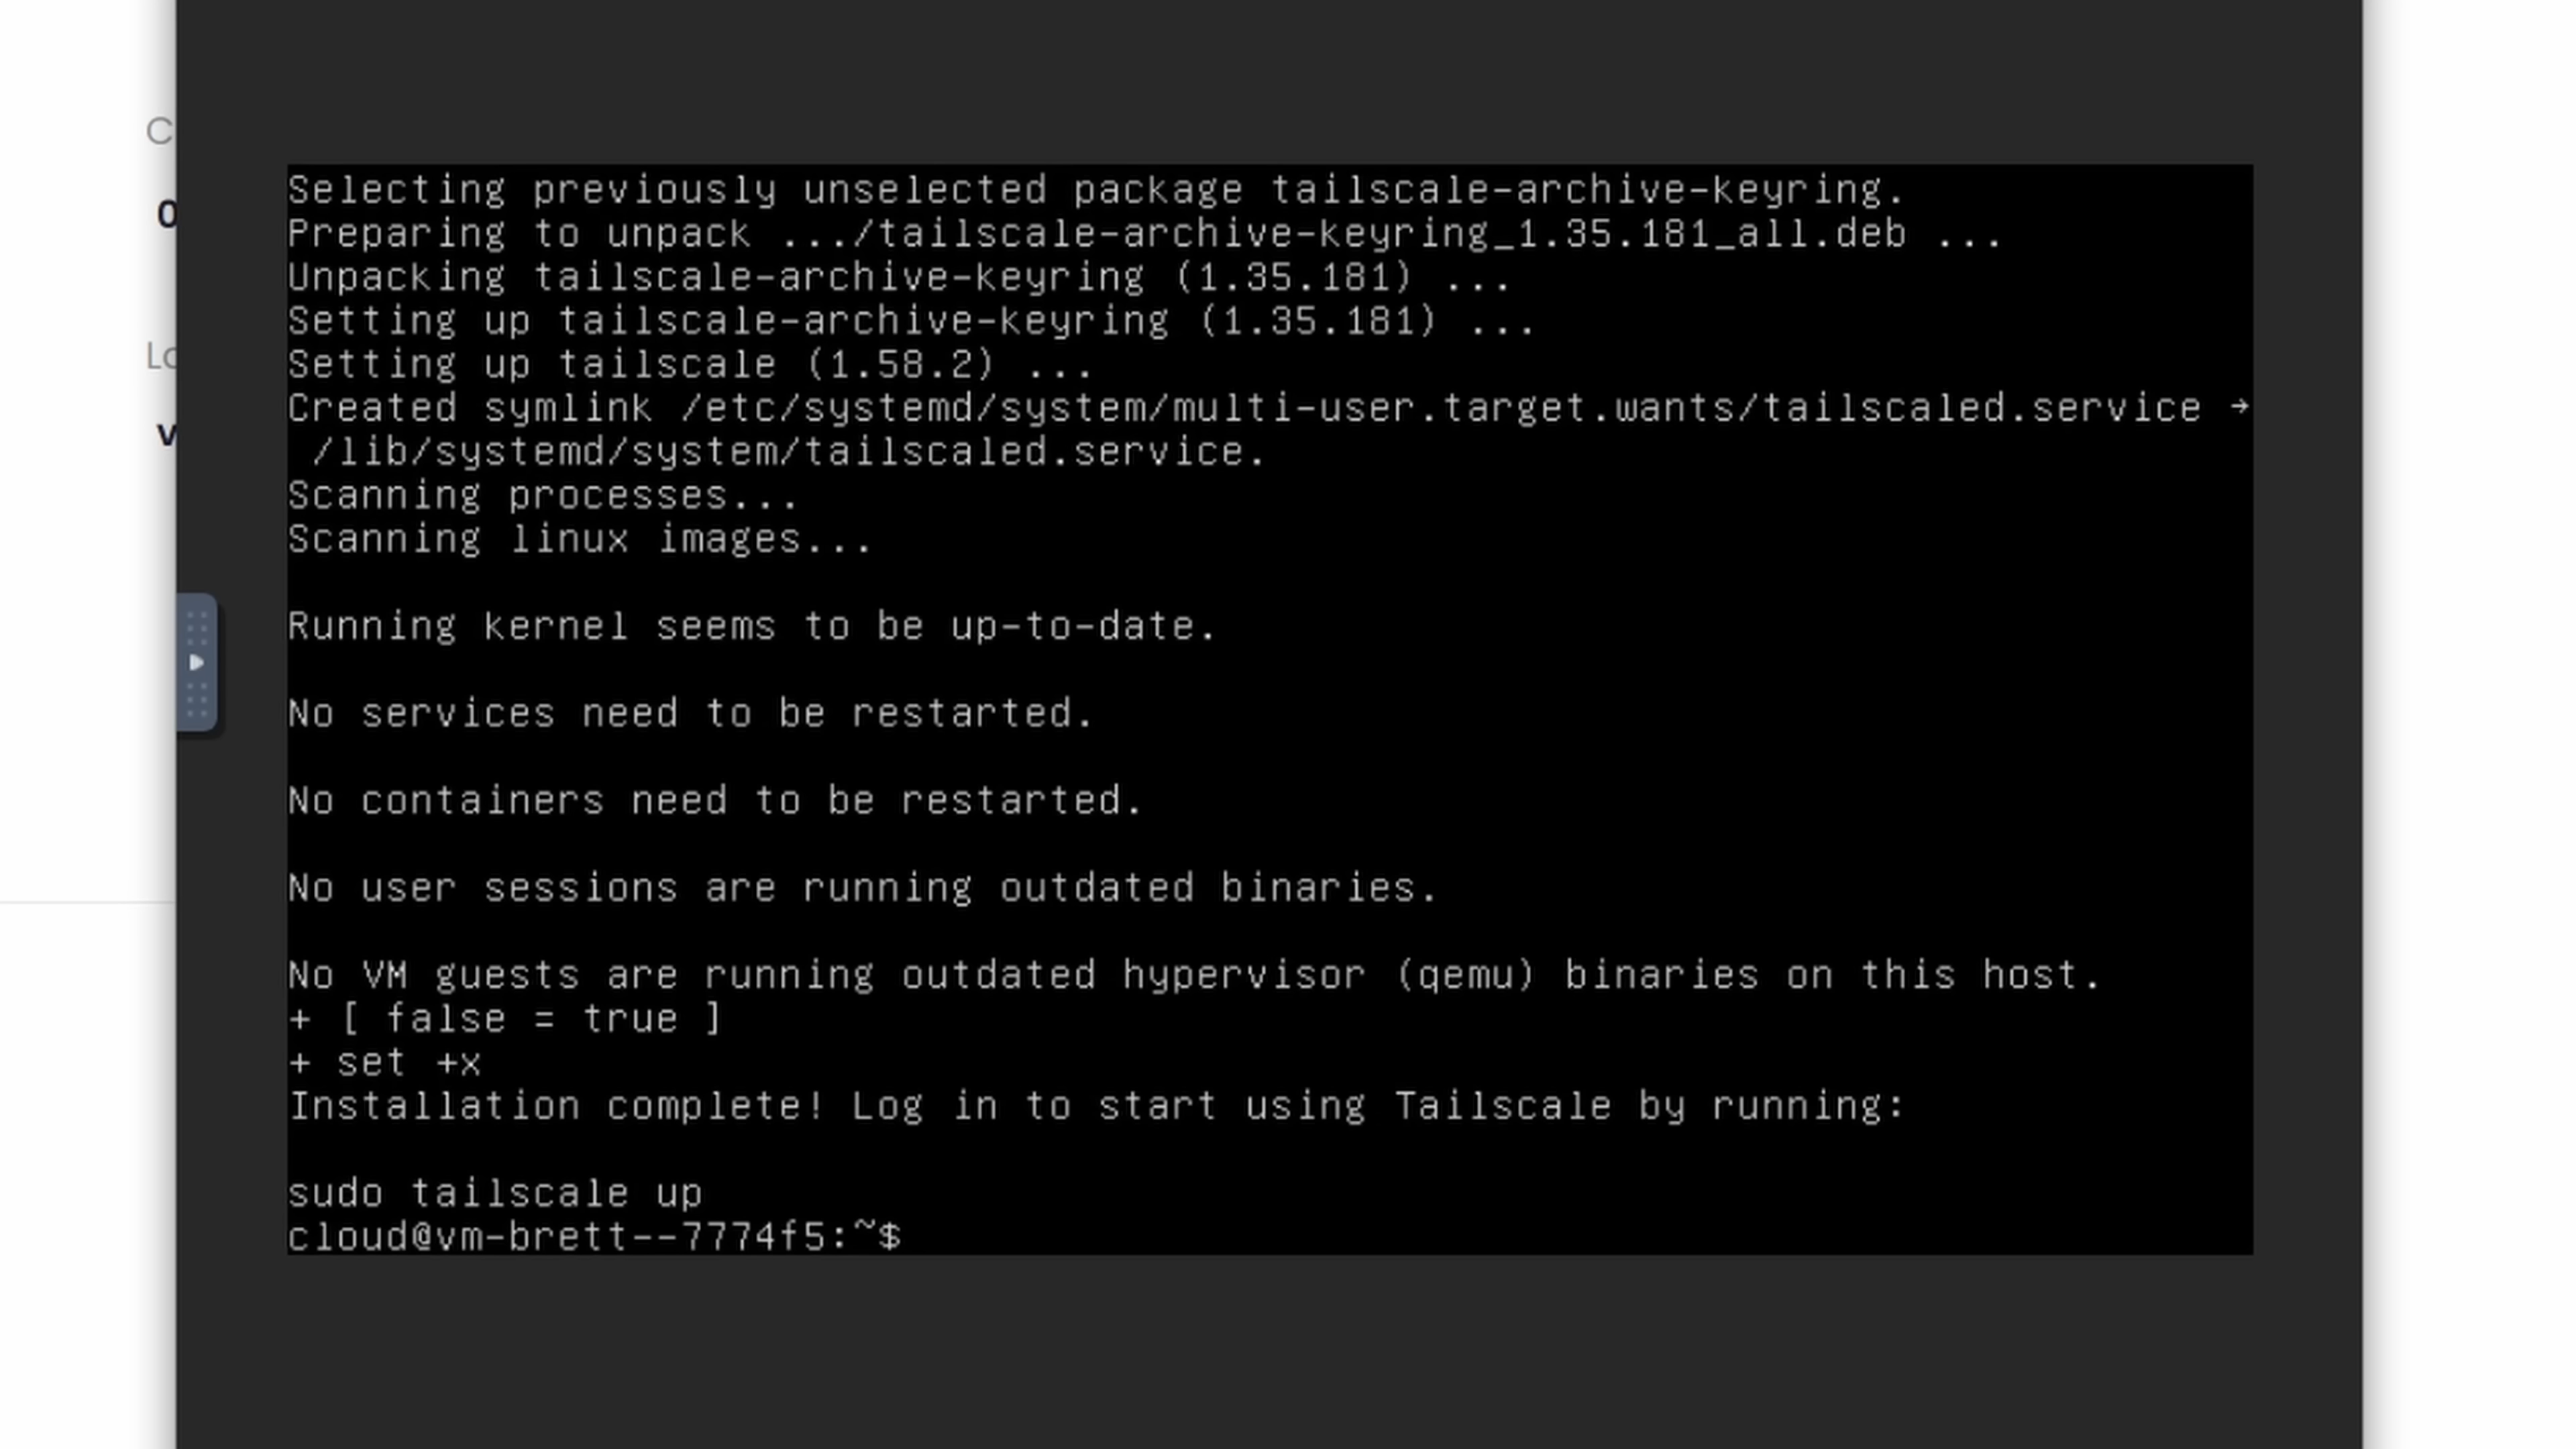 C
0
Lo
v
Selecting previously unselected package tailscale-archive-keyring.
Preparing to unpack .../tailscale-archive-keyring_1.35.181_all.deb ...
Unpacking tailscale-archive-keyring (1.35.181) ...
Setting up tailscale-archive-keyring (1.35.181) ...
Setting up tailscale (1.58.2) ...
Created symlink /etc/systemd/system/multi-user.target.wants/tailscaled.service →
 /lib/systemd/system/tailscaled.service.
Scanning processes...
Scanning linux images...
Running kernel seems to be up-to-date.
No services need to be restarted.
No containers need to be restarted.
No user sessions are running outdated binaries.
No VM guests are running outdated hypervisor (qemu) binaries on this host.
+ [ false = true ]
+ set +x
Installation complete! Log in to start using Tailscale by running:
sudo tailscale up
cloud@vm-brett--7774f5:~$